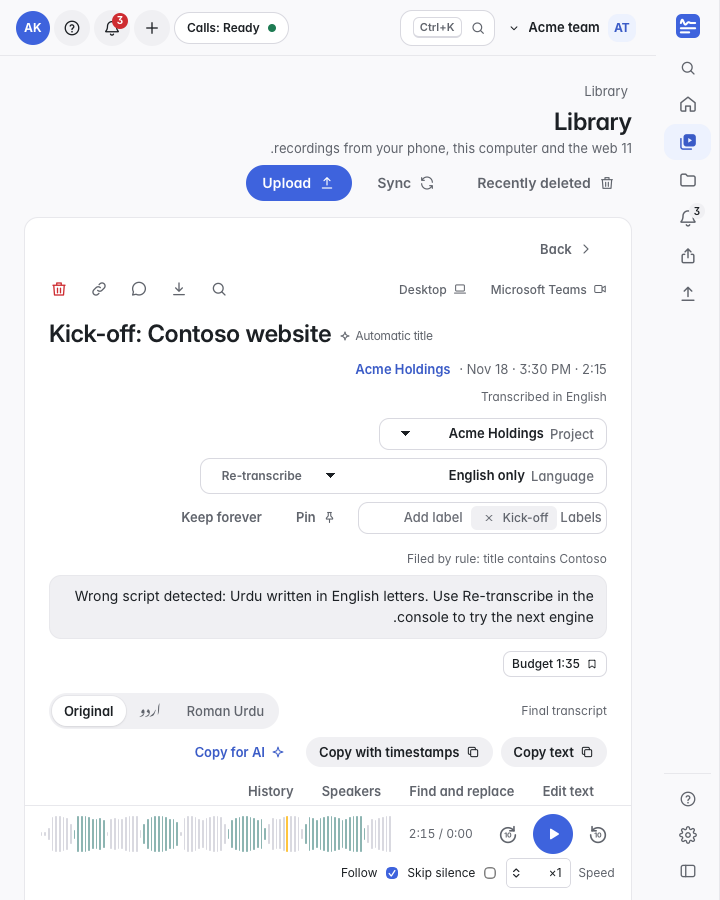 AK
3
Calls: Ready
Ctrl+K
Acme team
AT
3
Library
Library
11 recordings from your phone, this computer and the web.
Upload
Sync
Recently deleted
Back
Desktop
Microsoft Teams
Kick-off: Contoso website
Automatic title
Acme Holdings · Nov 18 · 3:30 PM · 2:15
Transcribed in English
Project Acme Holdings
Language English only Re-transcribe
Labels Kick-off × Add label
Pin
Keep forever
Filed by rule: title contains Contoso
Wrong script detected: Urdu written in English letters. Use Re-transcribe in the
console to try the next engine.
Budget 1:35
Original
اردو
Roman Urdu
Final transcript
Copy for AI
Copy with timestamps
Copy text
History
Speakers
Find and replace
Edit text
2:15 / 0:00
10
10
Follow
Skip silence
×1
Speed